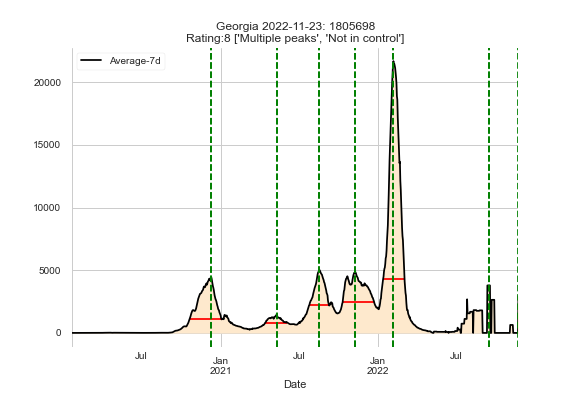 Georgia 2022-11-23: 1805698
Rating:8 ['Multiple peaks', 'Not in control']
Average-7d
20000
15000
10000
5000
0
Jul
Jan
2021
Jul
Jan
2022
Jul
Date